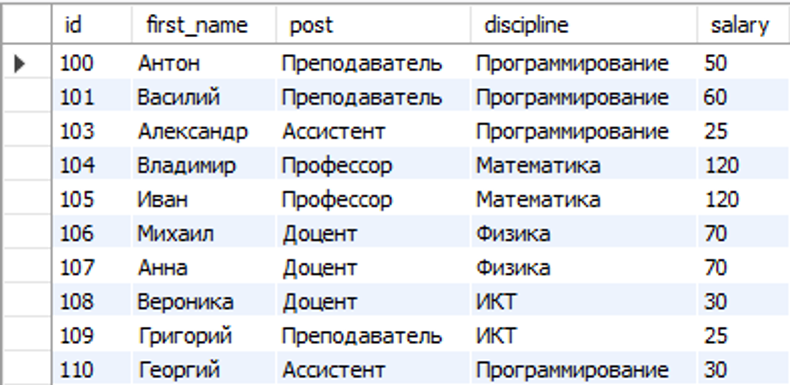 id first_name post discipline salary
100 Антон Преподаватель Программирование 50
101 Василий Преподаватель Программирование 60
103 Александр Ассистент Программирование 25
104 Владимир Профессор Математика 120
105 Иван Профессор Математика 120
106 Михаил Доцент Физика 70
107 Анна Доцент Физика 70
108 Вероника Доцент ИКТ 30
109 Григорий Преподаватель ИКТ 25
110 Георгий Ассистент Программирование 30